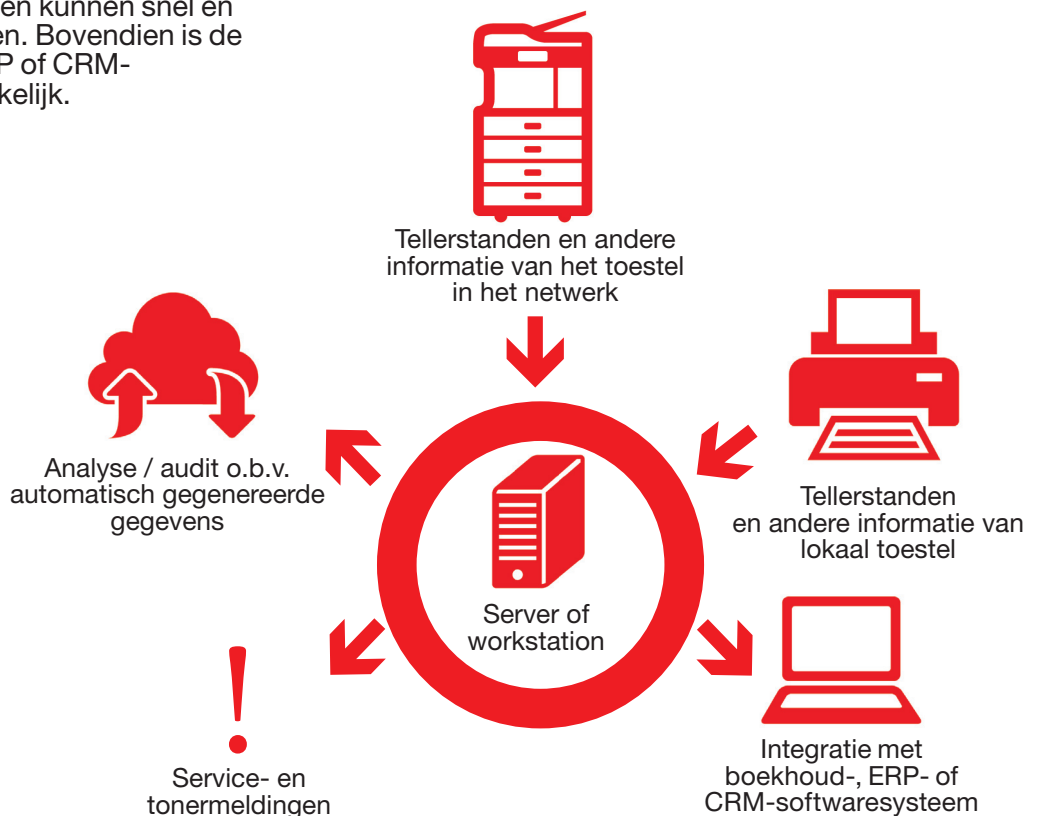 en kunnen snel en
en. Bovendien is de
P of CRM-
kelijk.
Tellerstanden en andere
informatie van het toestel
in het netwerk
Analyse / audit o.b.v.
automatisch gegenereerde
gegevens
Tellerstanden
en andere informatie van
lokaal toestel
Server of
workstation
Service- en
tonermeldingen
Integratie met
boekhoud-, ERP- of
CRM-softwaresysteem